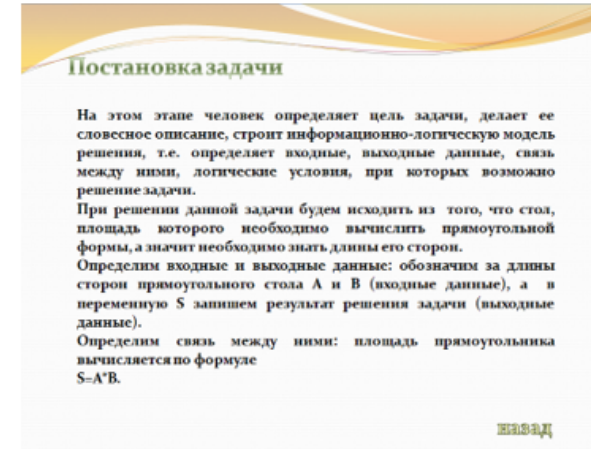 Постановка задачи
На этом этапе человек определяет цель задачи, делает ее
словесное описание, строит информационно-логическую модель
решения, т.е. определяет входные, выходные данные, связь
между ними, логические условия, при которых возможно
решение задачи.
При решении данной задачи будем исходить из того, что стол,
площадь которого необходимо вычислить прямоугольной
формы, а значит необходимо знать длины его сторон.
Определим входные и выходные данные: обозначим за длины
сторон прямоугольного стола А и В (входные данные), а в
переменную S запишем результат решения задачи (выходные
данные).
Определим связь между ними: площадь прямоугольника
вычисляется по формуле
S=A*B.
назад